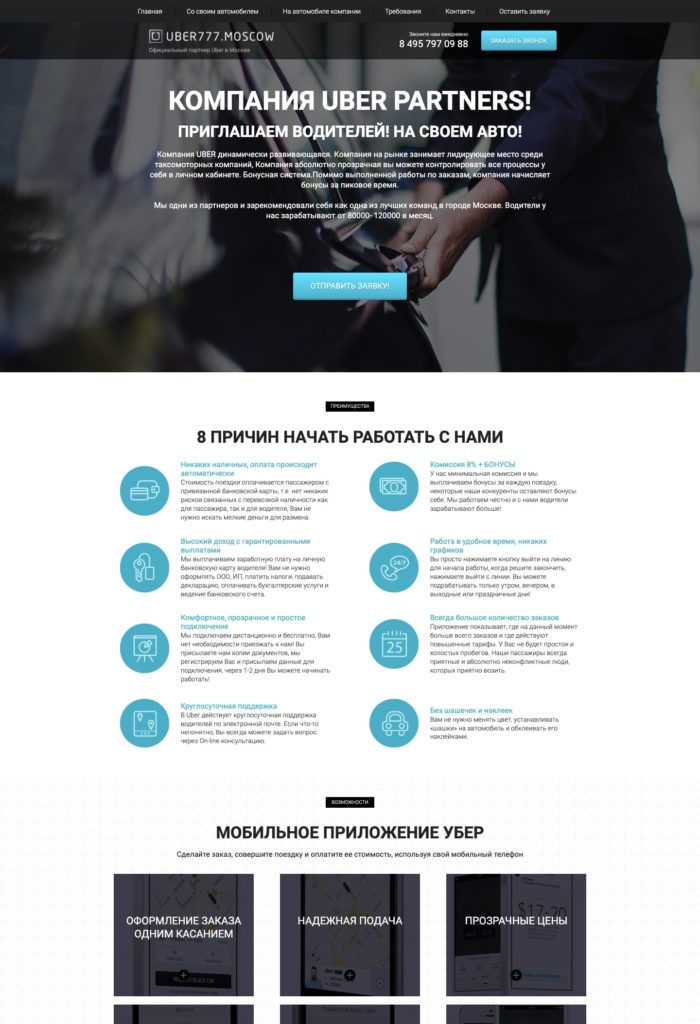 Главная Со своим автомобилем На автомобиле компании Требования Контакты Оставить заявку
UBER777.MOSCOW
Официальный партнер Uber в Москве
Звоните нам ежедневно
8 495 797 09 88
ЗАКАЗАТЬ ЗВОНОК
КОМПАНИЯ UBER PARTNERS!
ПРИГЛАШАЕМ ВОДИТЕЛЕЙ! НА СВОЕМ АВТО!
Компания UBER динамически развивающаяся. Компания на рынке занимает лидирующее место среди
таксомоторных компаний, Компания абсолютно прозрачная вы можете контролировать все процессы у
себя в личном кабинете. Бонусная система.Помимо выполненной работы по заказам, компания начисляет
бонусы за пиковое время.
Мы одни из партнеров и зарекомендовали себя как одна из лучших команд в городе Москве. Водители у
нас зарабатывают от 80000- 120000 в месяц.
ОТПРАВИТЬ ЗАЯВКУ!
ПРЕИМУЩЕСТВА
8 ПРИЧИН НАЧАТЬ РАБОТАТЬ С НАМИ
Никаких наличных, оплата происходит
автоматически
Стоимость поездки оплачивается пассажиром с
привязанной банковской карты, т.е. нет никаких
рисков связанных с перевозкой наличности как
для пассажира, так и для водителя, Вам не
нужно искать мелкие деньги для размена.
Комиссия 8% + БОНУСЫ
У нас минимальная комиссия и мы
выплачиваем бонусы за каждую поездку,
некоторые наши конкуренты оставляют бонусы
себе. Мы работаем честно и с нами водители
зарабатывают больше!
Высокий доход с гарантированными
выплатами
Мы выплачиваем заработную плату на личную
банковскую карту водителя! Вам не нужно
оформлять ООО, ИП, платить налоги, подавать
декларацию, оплачивать бухгалтерские услуги и
ведение банковского счета.
24/7
Работа в удобное время, никаких
графиков
Вы просто нажимаете кнопку выйти на линию
для начала работы, когда решите закончить,
нажимаете выйти с линии. Вы можете
подрабатывать только утром, вечером, в
выходные или праздничные дни!
Комфортное, прозрачное и простое
подключение
Мы подключаем дистанционно и бесплатно, Вам
нет необходимости приезжать к нам! Вы
присылаете нам копии документов, мы
регистрируем Вас и присылаем данные для
подключения, через 1-2 дня Вы можете начинать
работать!
25
Всегда большое количество заказов
Приложение показывает, где на данный момент
больше всего заказов и где действуют
повышенные тарифы. У Вас не будет простоя и
холостых пробегов. Наши пассажиры всегда
приятные и абсолютно неконфликтные люди,
которых приятно возить.
Круглосуточная поддержка
В Uber действует круглосуточная поддержка
водителей по электронной почте. Если что-то
непонятно, Вы всегда можете задать вопрос
через On-line консультацию.
Без шашечек и наклеек
Вам не нужно менять цвет, устанавливать
«шашки» на автомобиль и обклеивать его
наклейками.
ВОЗМОЖНОСТИ
МОБИЛЬНОЕ ПРИЛОЖЕНИЕ УБЕР
Сделайте заказ, совершите поездку и оплатите ее стоимость, используя свой мобильный телефон
ОФОРМЛЕНИЕ ЗАКАЗА
ОДНИМ КАСАНИЕМ
НАДЕЖНАЯ ПОДАЧА
ПРОЗРАЧНЫЕ ЦЕНЫ
$17-20